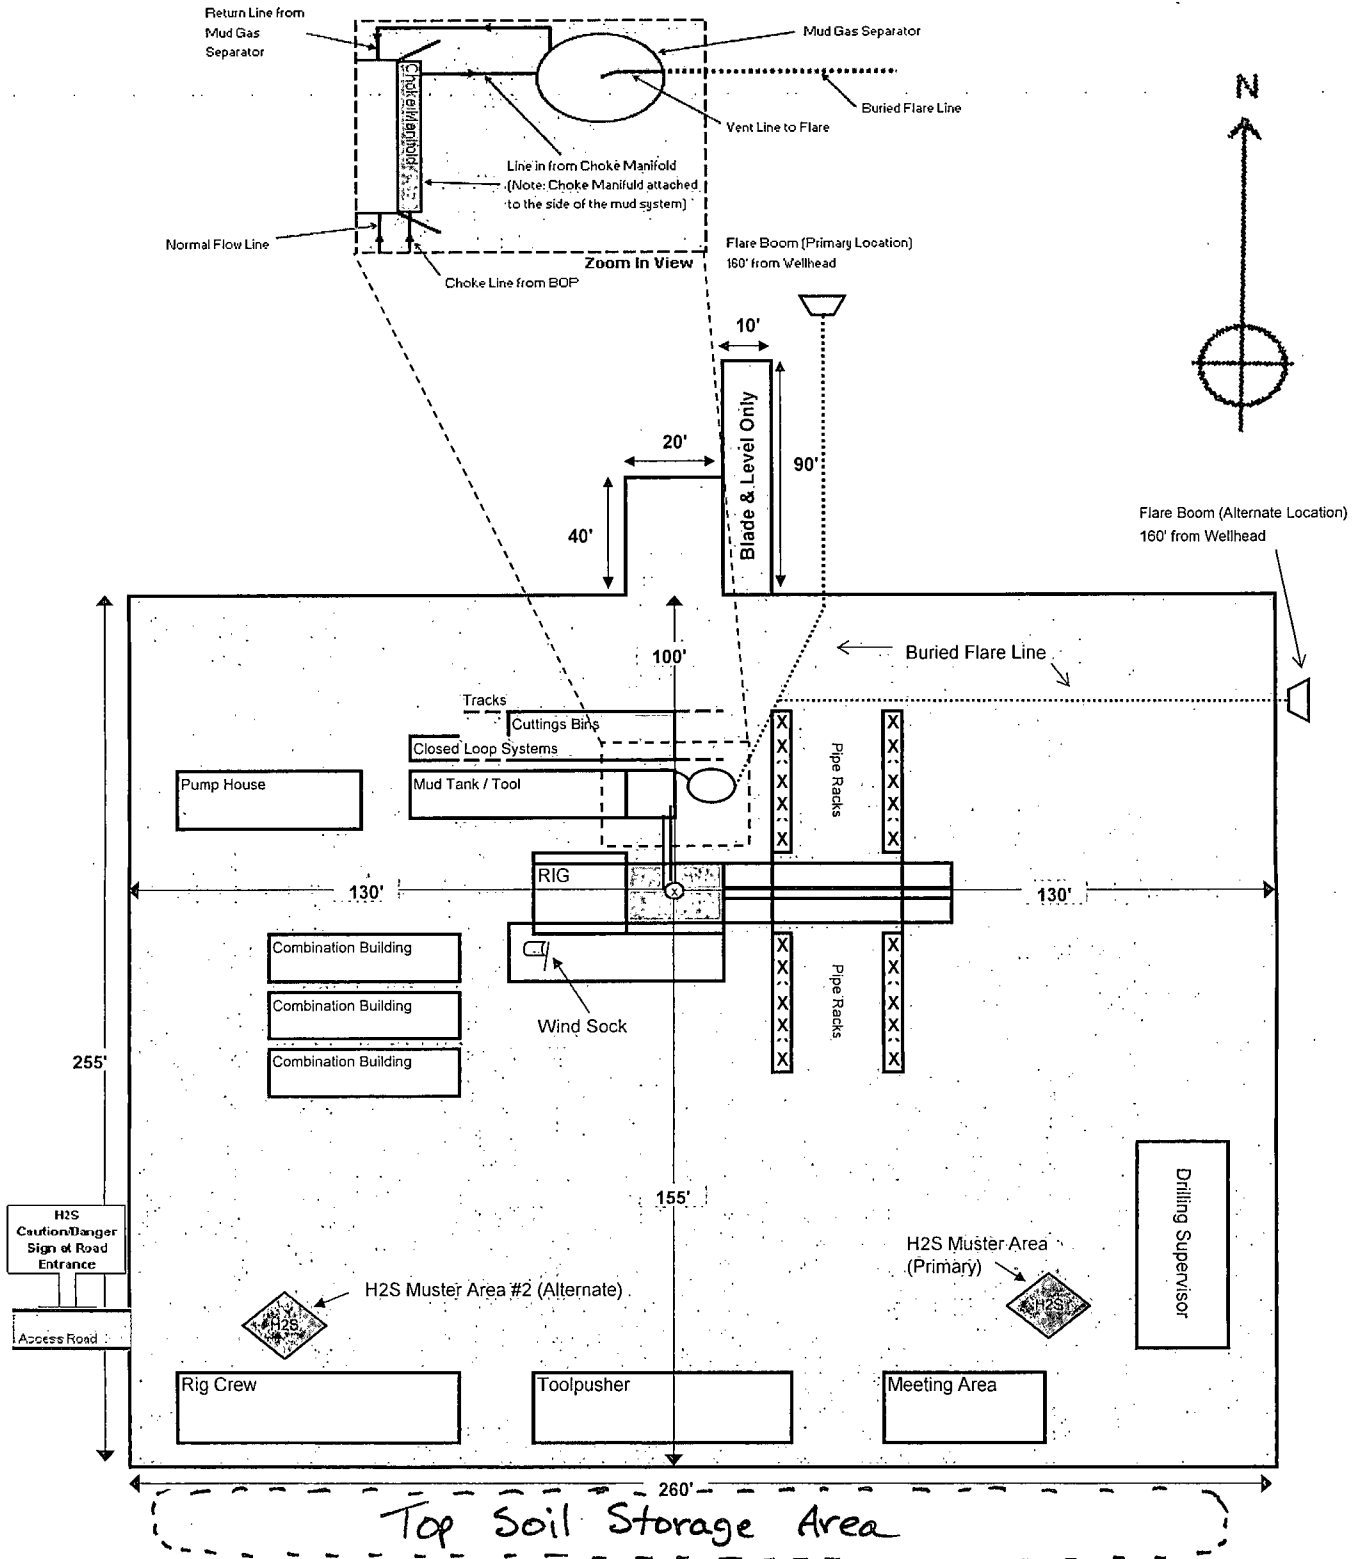 Return Line from
Mud Gas
Separator
Mud Gas Separator
Choke Manifold
Buried Flare Line
Vent Line to Flare
Line in from Choke Manifold
(Note: Choke Manifuld attached
to the side of the mud system)
Normal Flow Line
Zoom In View
Choke Line from BOP
Flare Boom (Primary Location)
160' from Wellhead
N
10'
Blade & Level Only
20'
90'
40'
Flare Boom (Alternate Location)
160' from Wellhead
100'
Buried Flare Line
Tracks
Cuttings Bins
Closed Loop Systems
Pump House
Mud Tank / Tool
X
X
X
X
X
Pipe Racks
X
X
X
X
X
RIG
X
130'
130'
Combination Building
Combination Building
Combination Building
Wind Sock
X
X
X
X
X
Pipe Racks
X
X
X
X
X
255'
155'
Drilling Supervisor
H2S
Caution/Danger
Sign at Road
Entrance
Access Road
H2S Muster Area #2 (Alternate)
H2S
H2S Muster Area
(Primary)
H2S
Rig Crew
Toolpusher
Meeting Area
260'
Top Soil Storage Area